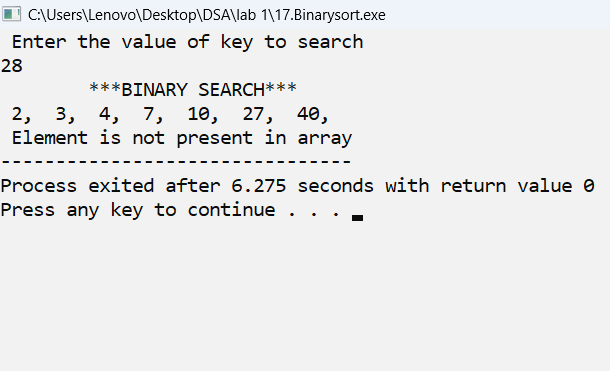 C:\Users\Lenovo\Desktop\DSA\lab 1\17.Binarysort.exe
Enter the value of key to search
28
***BINARY SEARCH***
2,  3,  4,  7,  10,  27,  40,
Element is not present in array
--------------------------------
Process exited after 6.275 seconds with return value 0
Press any key to continue . . .